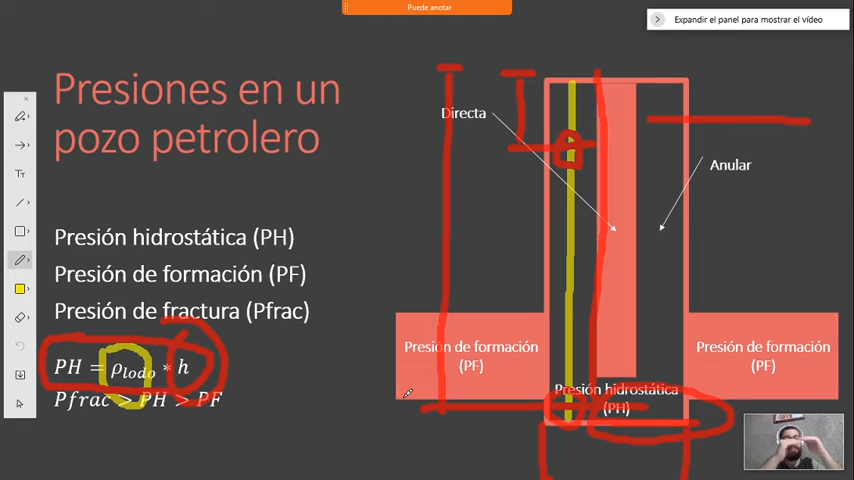 Puede anotar
Expandir el panel para mostrar el vídeo
Presiones en un
pozo petrolero
Presión hidrostática (PH)
Presión de formación (PF)
Presión de fractura (Pfrac)
PH = ρlodo * h
Pfrac > PH > PF
Directa
Anular
Presión de formación
(PF)
Presión hidrostática
(PH)
Presión de formación
(PF)
Tт